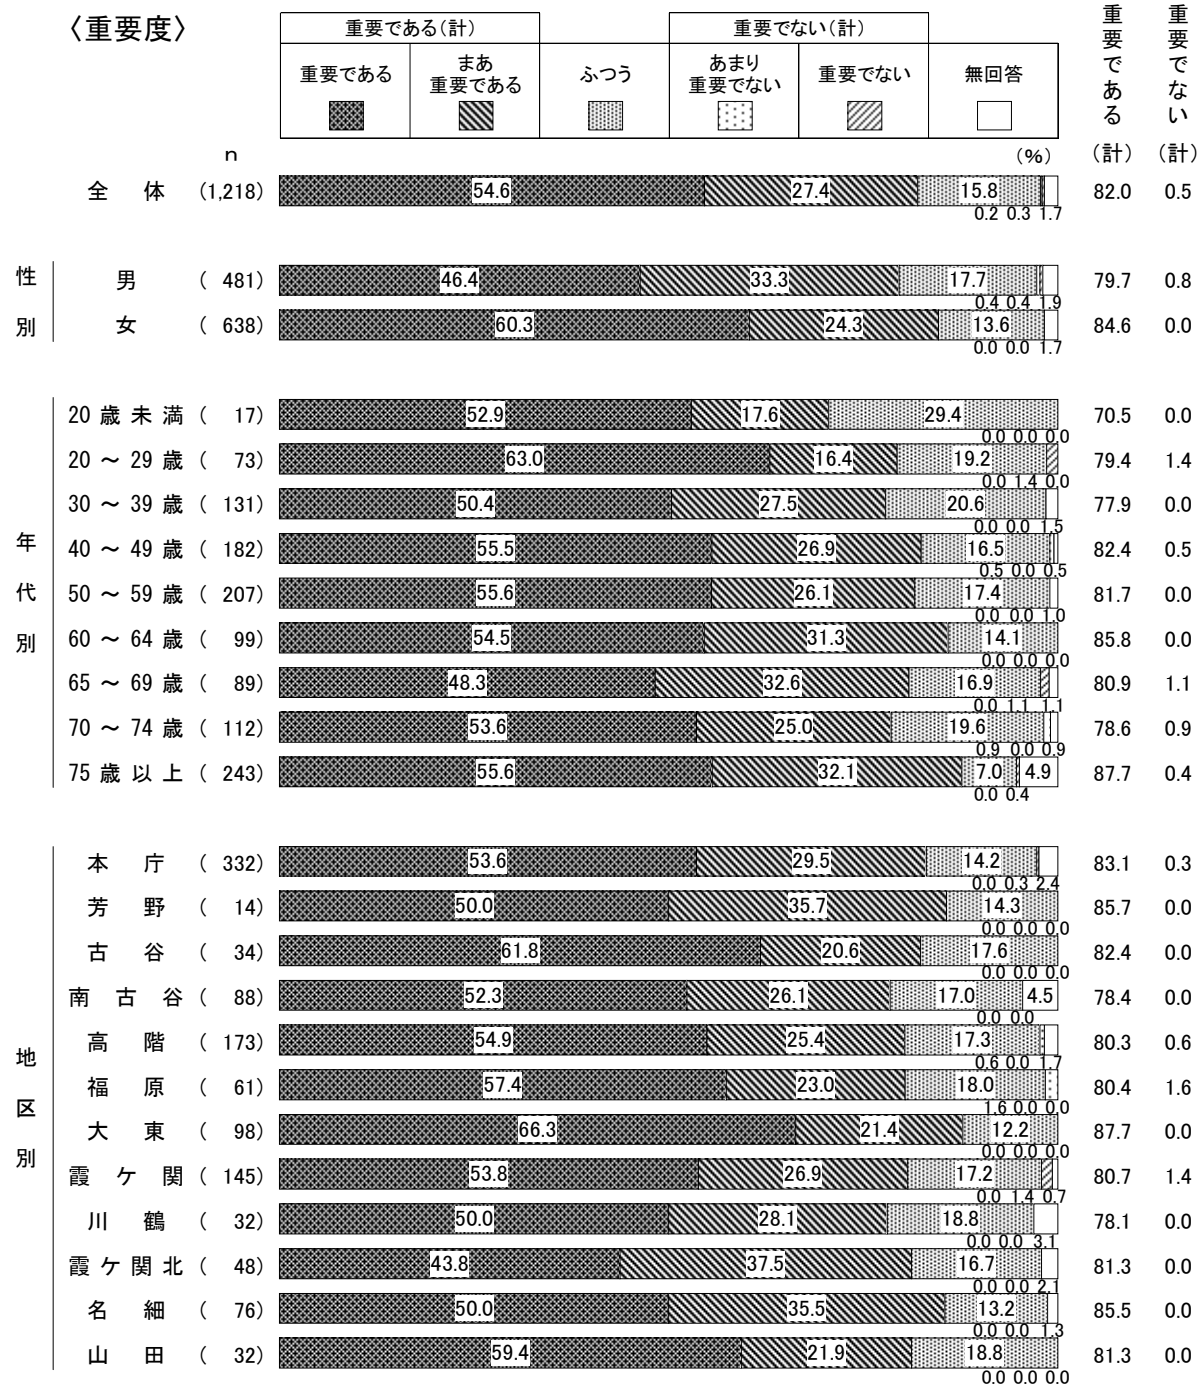 〈重要度〉
重要である(計) 重要でない(計)
重要である まあ重要である ふつう あまり重要でない 重要でない 無回答
重要である(計) 重要でない(計)
n (%)
全体 (1,218) 54.6 27.4 15.8 0.2 0.3 1.7 82.0 0.5
性別
男 ( 481) 46.4 33.3 17.7 0.4 0.4 1.9 79.7 0.8
女 ( 638) 60.3 24.3 13.6 0.0 0.0 1.7 84.6 0.0
年代別
20歳未満 ( 17) 52.9 17.6 29.4 0.0 0.0 0.0 70.5 0.0
20～29歳 ( 73) 63.0 16.4 19.2 0.0 1.4 0.0 79.4 1.4
30～39歳 ( 131) 50.4 27.5 20.6 0.0 0.0 1.5 77.9 0.0
40～49歳 ( 182) 55.5 26.9 16.5 0.5 0.0 0.5 82.4 0.5
50～59歳 ( 207) 55.6 26.1 17.4 0.0 0.0 1.0 81.7 0.0
60～64歳 ( 99) 54.5 31.3 14.1 0.0 0.0 0.0 85.8 0.0
65～69歳 ( 89) 48.3 32.6 16.9 0.0 1.1 1.1 80.9 1.1
70～74歳 ( 112) 53.6 25.0 19.6 0.9 0.0 0.9 78.6 0.9
75歳以上 ( 243) 55.6 32.1 7.0 0.0 0.4 4.9 87.7 0.4
地区別
本庁 ( 332) 53.6 29.5 14.2 0.0 0.3 2.4 83.1 0.3
芳野 ( 14) 50.0 35.7 14.3 0.0 0.0 0.0 85.7 0.0
古谷 ( 34) 61.8 20.6 17.6 0.0 0.0 0.0 82.4 0.0
南古谷 ( 88) 52.3 26.1 17.0 0.0 0.0 4.5 78.4 0.0
高階 ( 173) 54.9 25.4 17.3 0.6 0.0 1.7 80.3 0.6
福原 ( 61) 57.4 23.0 18.0 1.6 0.0 0.0 80.4 1.6
大東 ( 98) 66.3 21.4 12.2 0.0 0.0 0.0 87.7 0.0
霞ケ関 ( 145) 53.8 26.9 17.2 0.0 1.4 0.7 80.7 1.4
川鶴 ( 32) 50.0 28.1 18.8 0.0 0.0 3.1 78.1 0.0
霞ケ関北 ( 48) 43.8 37.5 16.7 0.0 0.0 2.1 81.3 0.0
名細 ( 76) 50.0 35.5 13.2 0.0 0.0 1.3 85.5 0.0
山田 ( 32) 59.4 21.9 18.8 0.0 0.0 0.0 81.3 0.0